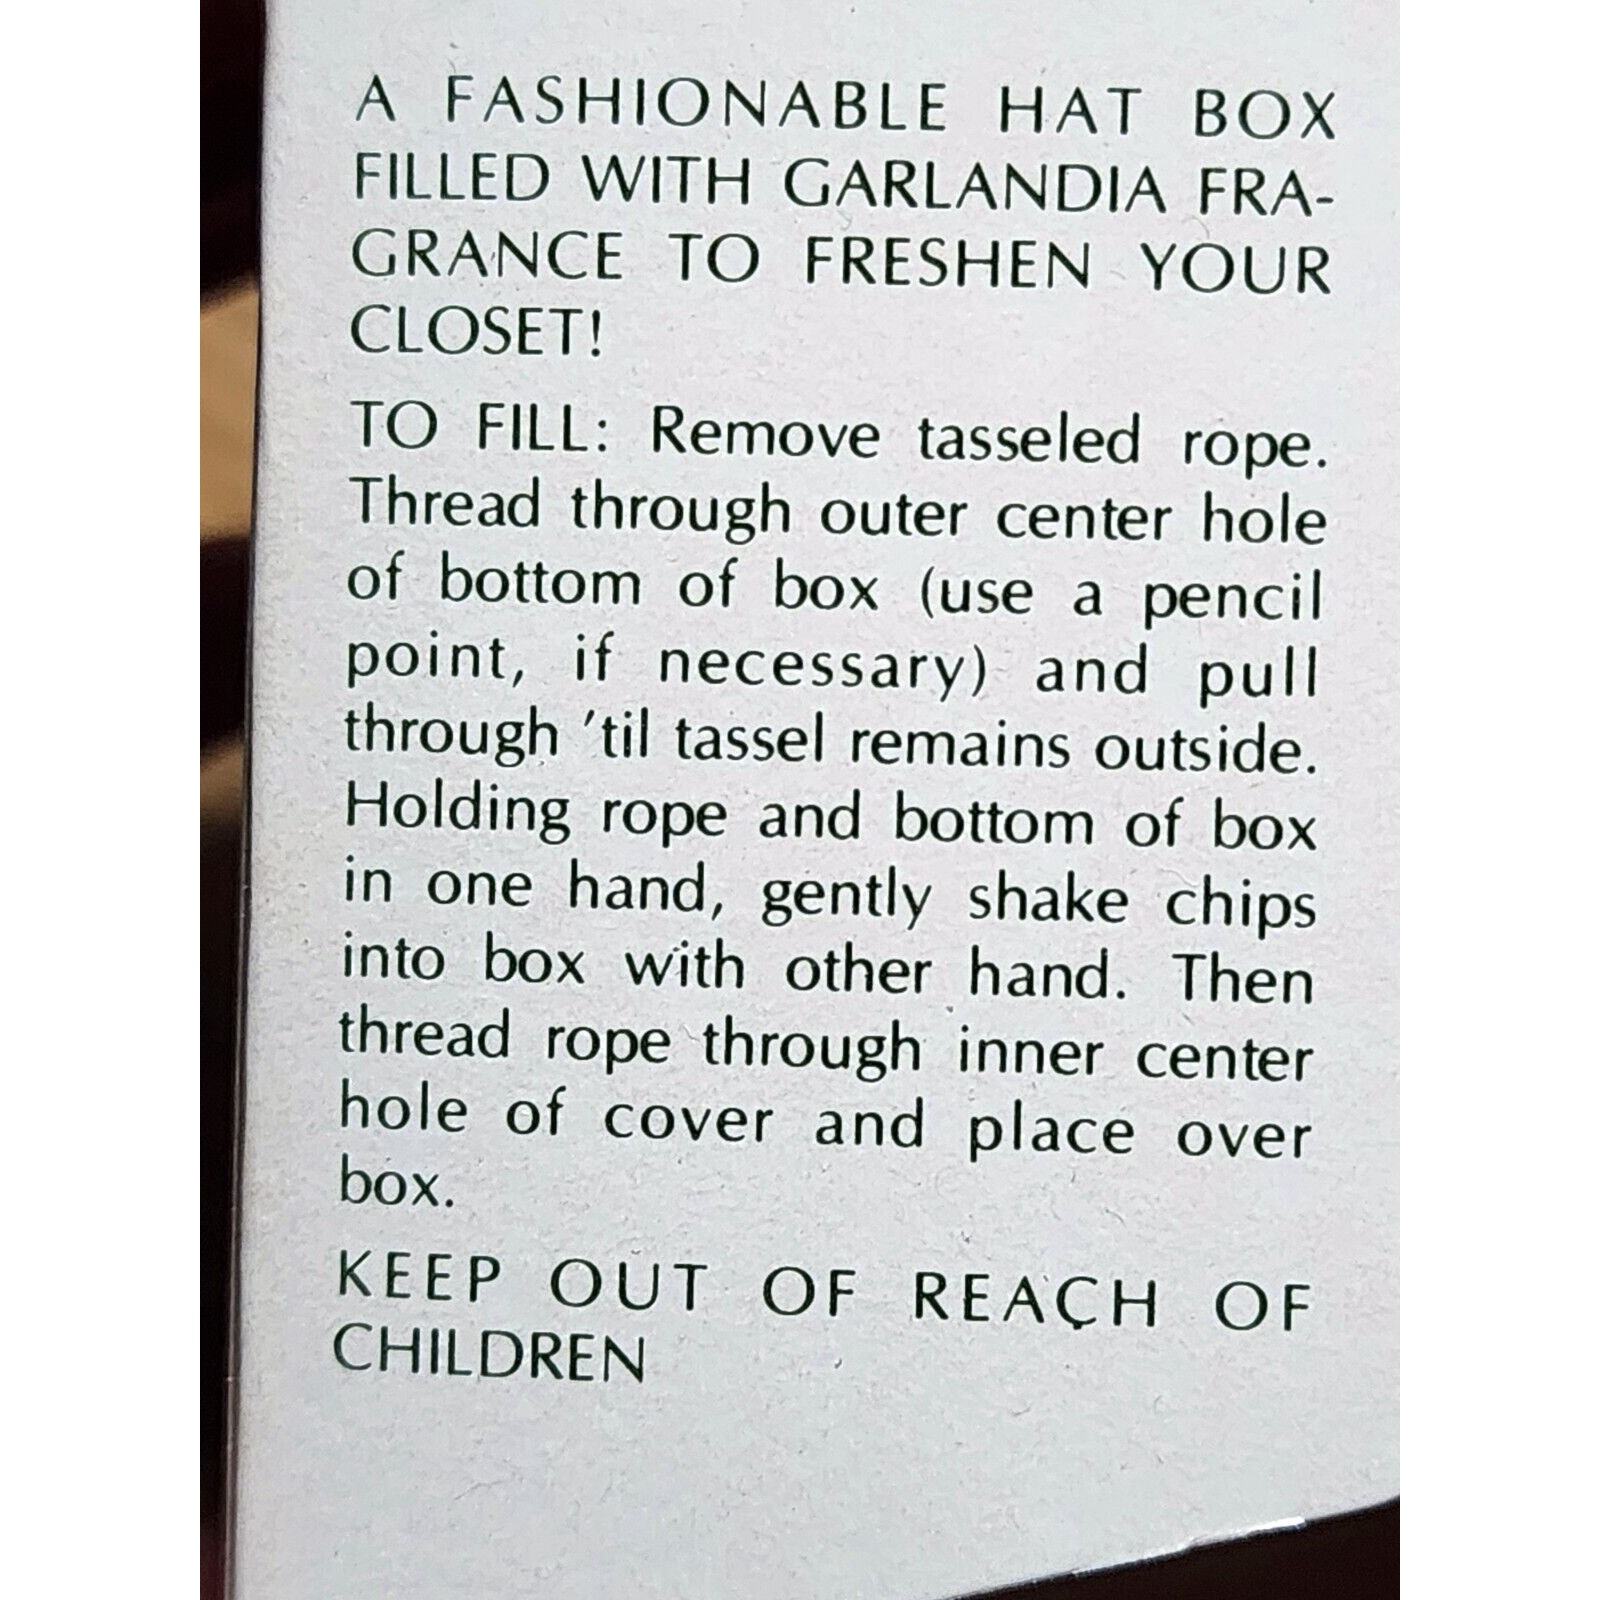 A FASHIONABLE HAT BOX
FILLED WITH GARLANDIA FRA-
GRANCE TO FRESHEN YOUR
CLOSET!
TO FILL: Remove tasseled rope.
Thread through outer center hole
of bottom of box (use a pencil
point, if necessary) and pull
through 'til tassel remains outside.
Holding rope and bottom of box
in one hand, gently shake chips
into box with other hand. Then
thread rope through inner center
hole of cover and place over
box.
KEEP OUT OF REACH OF
CHILDREN